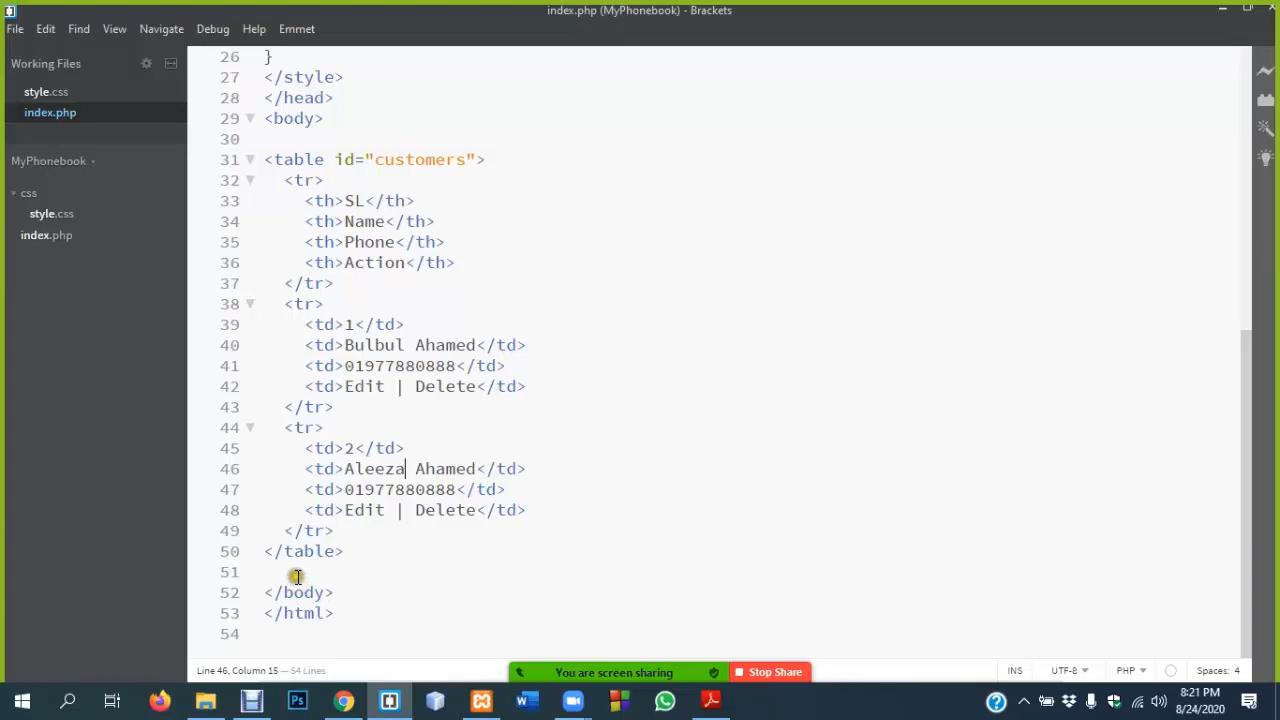 index.php (MyPhonebook) - Brackets
File Edit Find View Navigate Debug Help Emmet
Working Files
style.css
index.php
MyPhonebook
css
style.css
index.php
26 }
27 </style>
28 </head>
29 <body>
30
31 <table id="customers">
32 <tr>
33 <th>SL</th>
34 <th>Name</th>
35 <th>Phone</th>
36 <th>Action</th>
37 </tr>
38 <tr>
39 <td>1</td>
40 <td>Bulbul Ahamed</td>
41 <td>01977880888</td>
42 <td>Edit | Delete</td>
43 </tr>
44 <tr>
45 <td>2</td>
46 <td>Aleeza Ahamed</td>
47 <td>01977880888</td>
48 <td>Edit | Delete</td>
49 </tr>
50 </table>
51
52 </body>
53 </html>
54
Line 46, Column 15 — 54 Lines
INS UTF-8 PHP Spaces: 4
You are screen sharing Stop Share
Ps
W
8:21 PM
8/24/2020